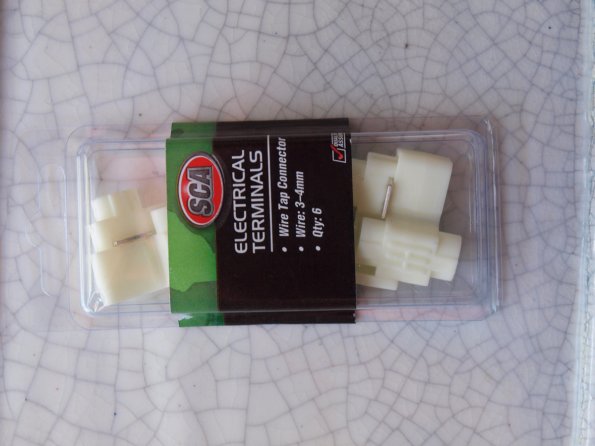 SCA
ELECTRICAL
TERMINALS
• Wire Tap Connector
• Wire: 3-4mm
• Qty: 6